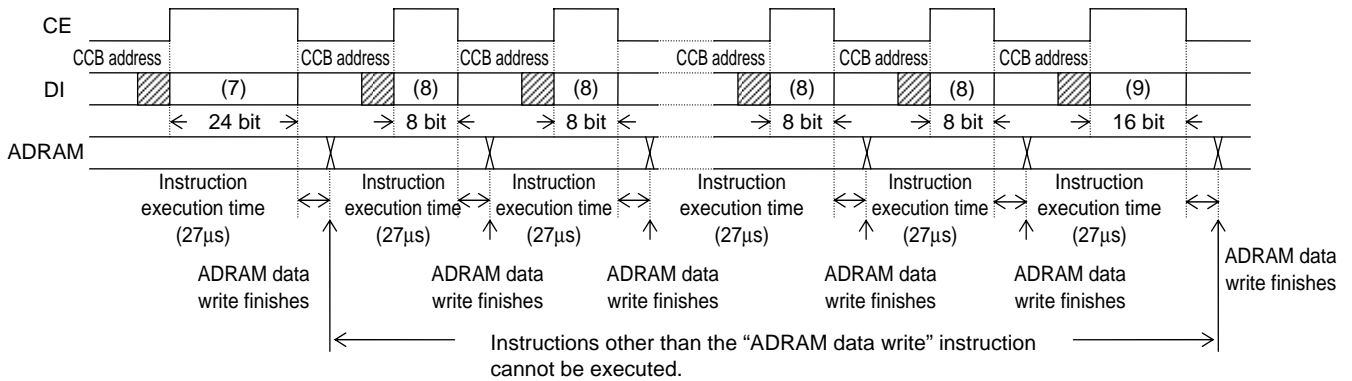 CE
CCB address CCB address CCB address CCB address CCB address CCB address
DI (7) (8) (8) (8) (8) (9)
24 bit 8 bit 8 bit 8 bit 8 bit 16 bit
ADRAM
Instruction Instruction Instruction Instruction Instruction Instruction
execution time execution time execution time execution time execution time execution time
(27μs) (27μs) (27μs) (27μs) (27μs) (27μs)
ADRAM data ADRAM data ADRAM data ADRAM data ADRAM data ADRAM data
write finishes write finishes write finishes write finishes write finishes write finishes
Instructions other than the “ADRAM data write” instruction
cannot be executed.